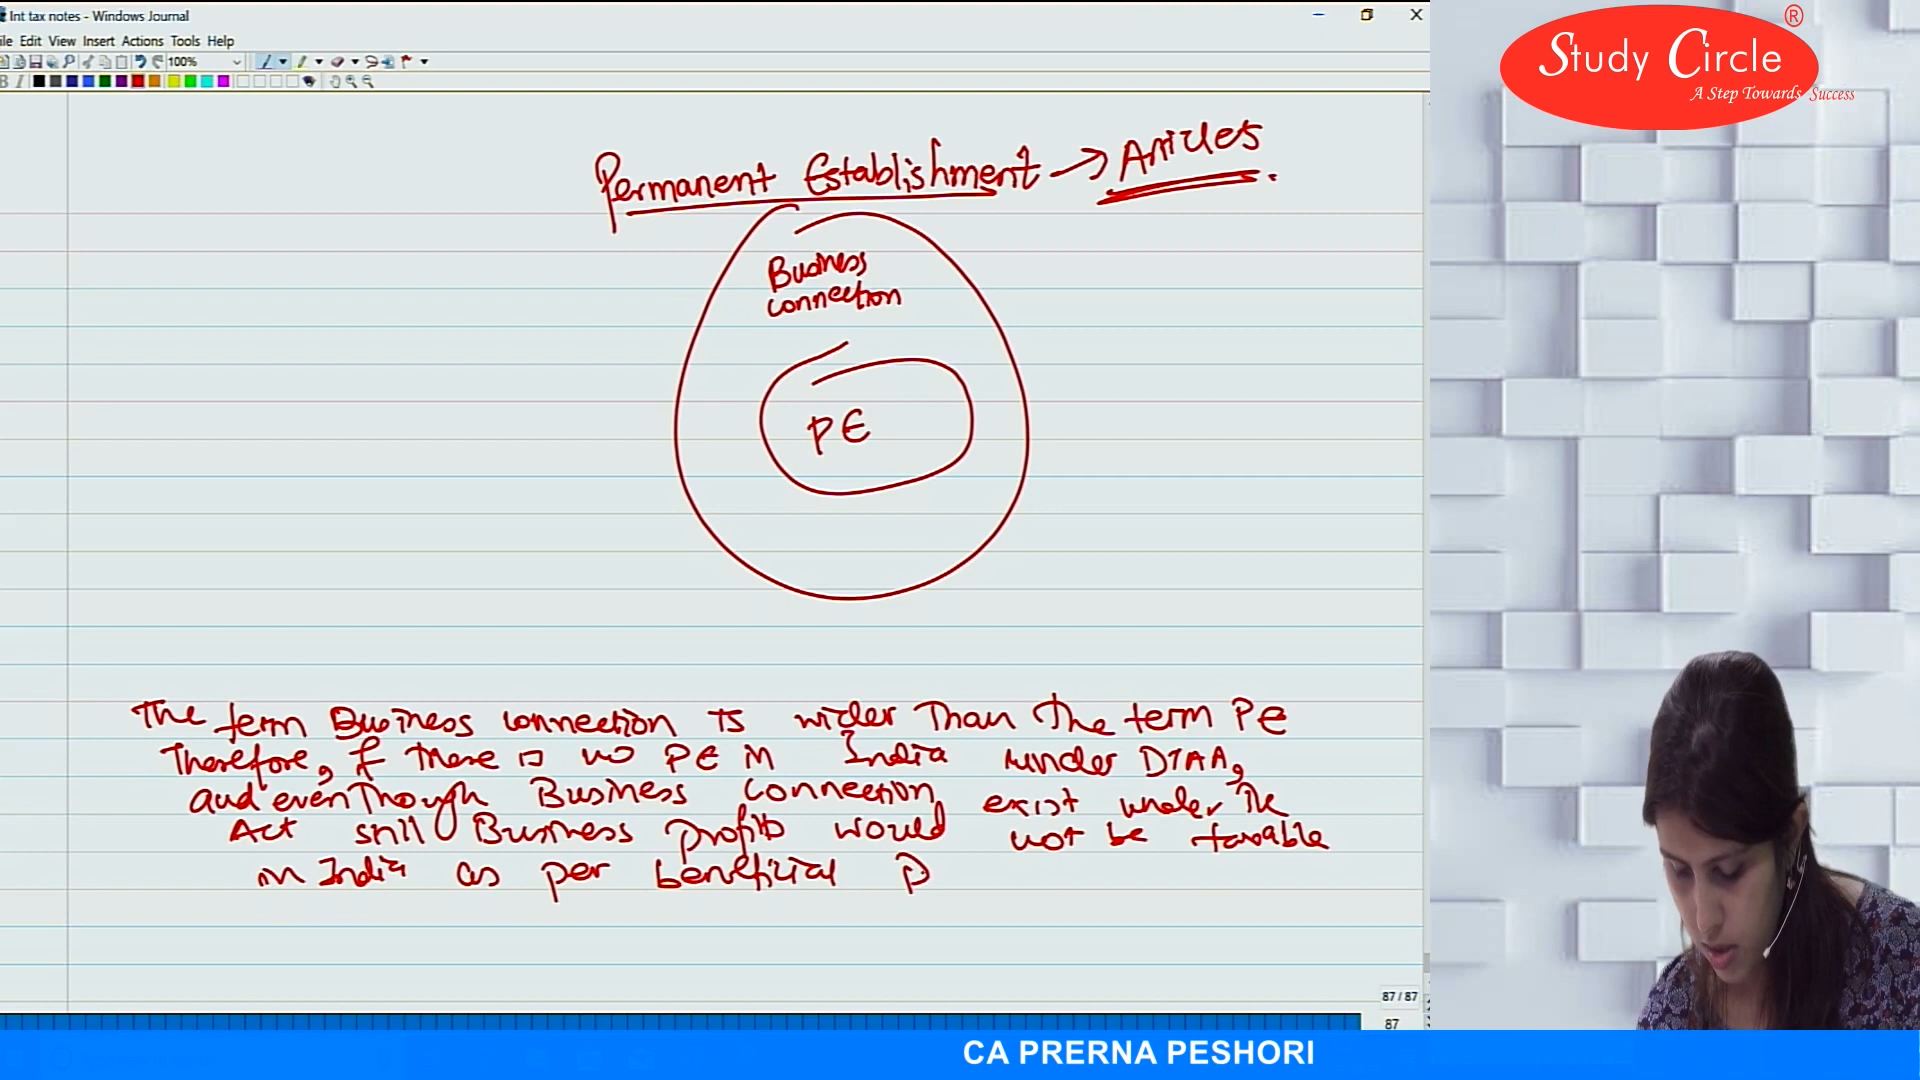 Int tax notes - Windows Journal
ile Edit View Insert Actions Tools Help
100%
B I
Permanent Establishment → Articles.
Business
connection
PE
The term Business connection is wider Than The term PE
Therefore, if there is no PE in India under DTAA,
and even Though Business connection exist under The
Act still Business profits would not be taxable
in India as per beneficial p
87 / 87
87
Study Circle ®
A Step Towards Success
CA PRERNA PESHORI